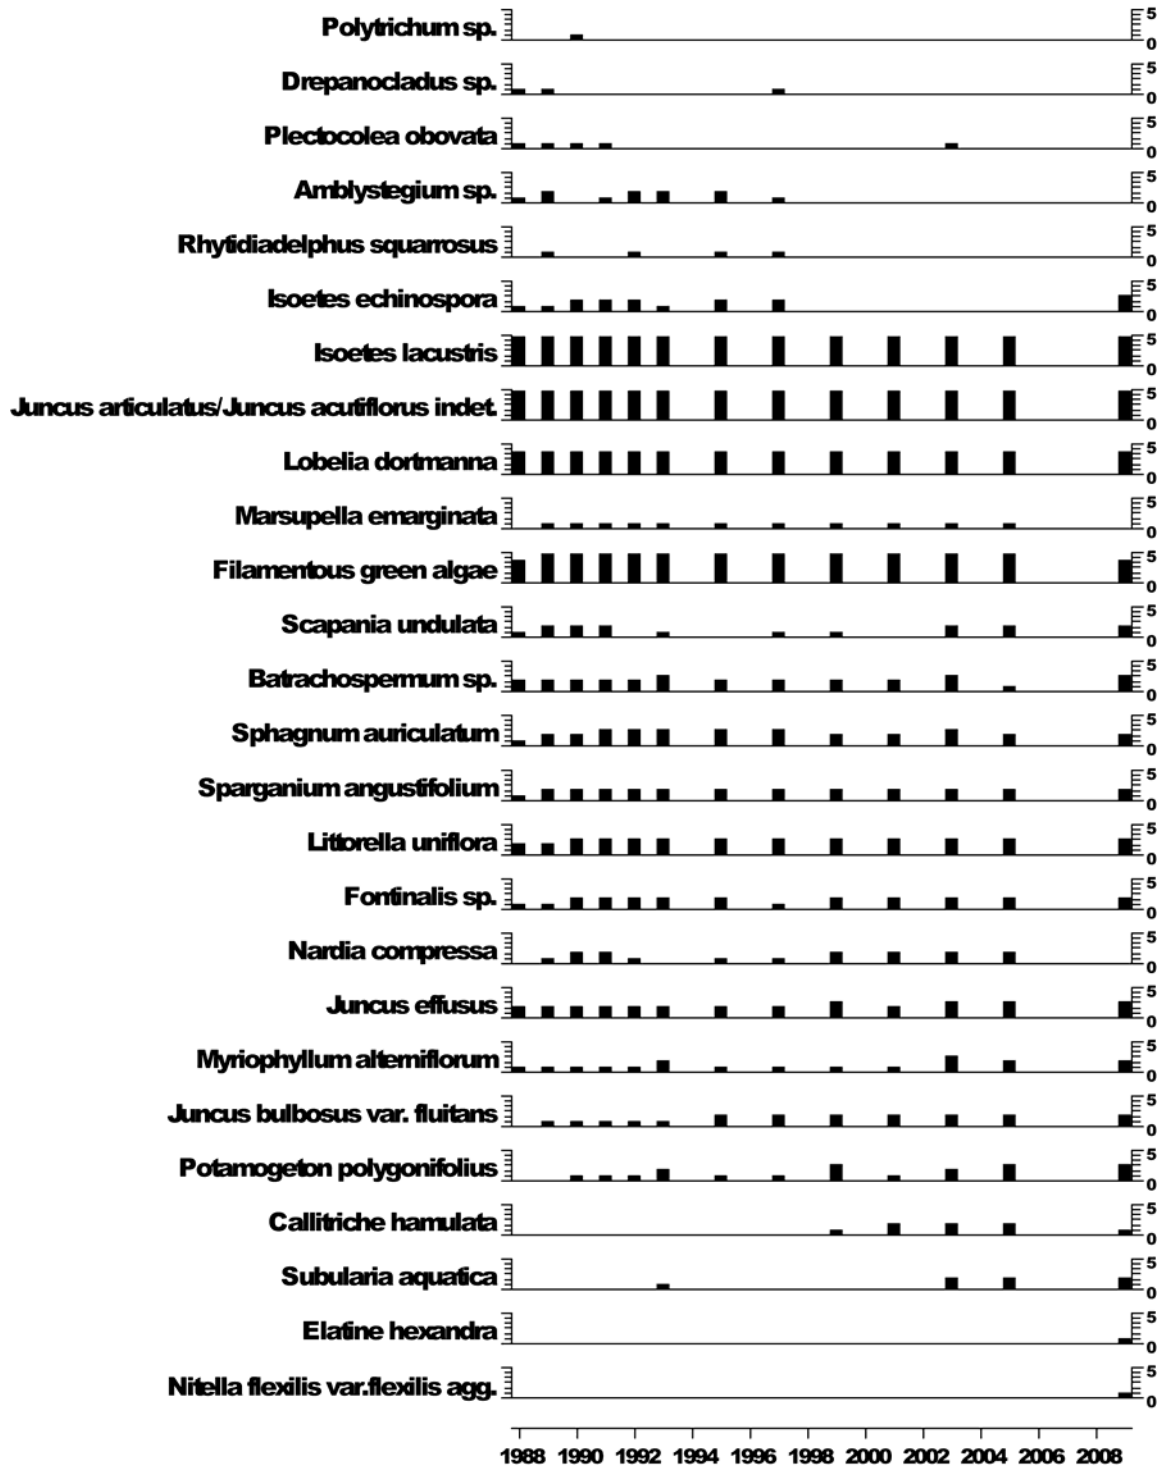 Polytrichum sp. 5 0
Drepanocladus sp. 5 0
Plectocolea obovata 5 0
Amblystegium sp. 5 0
Rhytidiadelphus squarrosus 5 0
Isoetes echinospora 5 0
Isoetes lacustris 5 0
Juncus articulatus/Juncus acutiflorus indet. 5 0
Lobelia dortmanna 5 0
Marsupella emarginata 5 0
Filamentous green algae 5 0
Scapania undulata 5 0
Batrachospermum sp. 5 0
Sphagnum auriculatum 5 0
Sparganium angustifolium 5 0
Littorella uniflora 5 0
Fontinalis sp. 5 0
Nardia compressa 5 0
Juncus effusus 5 0
Myriophyllum alterniflorum 5 0
Juncus bulbosus var. fluitans 5 0
Potamogeton polygonifolius 5 0
Callitriche hamulata 5 0
Subularia aquatica 5 0
Elatine hexandra 5 0
Nitella flexilis var.flexilis agg. 5 0
1988 1990 1992 1994 1996 1998 2000 2002 2004 2006 2008